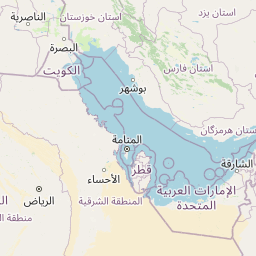 الناصرية
استان خوزستان
استان یزد
البصرة
استان فارس
الكويت
بوشهر
استان هرمزگان
المنامة
الشارقة
قطر
الأحساء
الإمارات العربية
المتحدة
المنطقة الشرقية
الرياض
منطقة ال